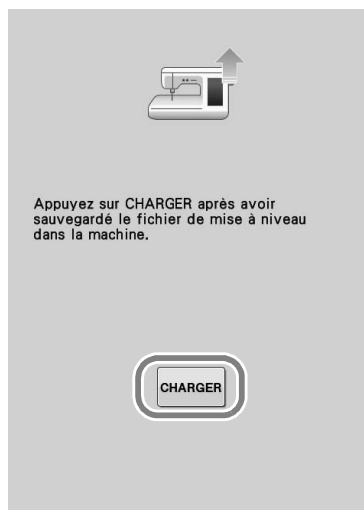 Appuyez sur CHARGER après avoir
sauvegardé le fichier de mise à niveau
dans la machine.
CHARGER